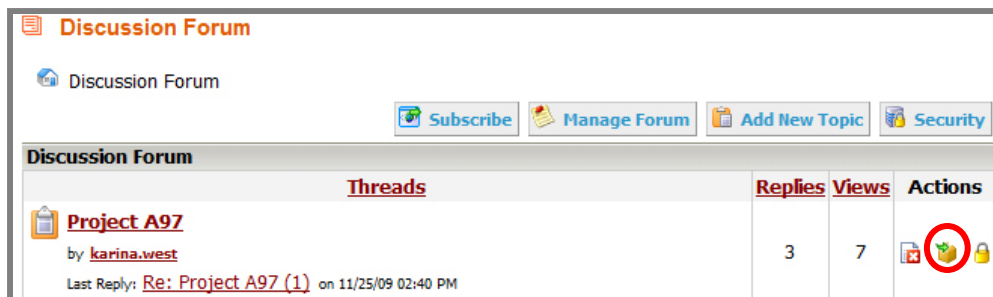 Discussion Forum
Discussion Forum
Subscribe Manage Forum Add New Topic Security
Discussion Forum
Threads Replies Views Actions
Project A97
by karina.west 3 7
Last Reply: Re: Project A97 (1) on 11/25/09 02:40 PM